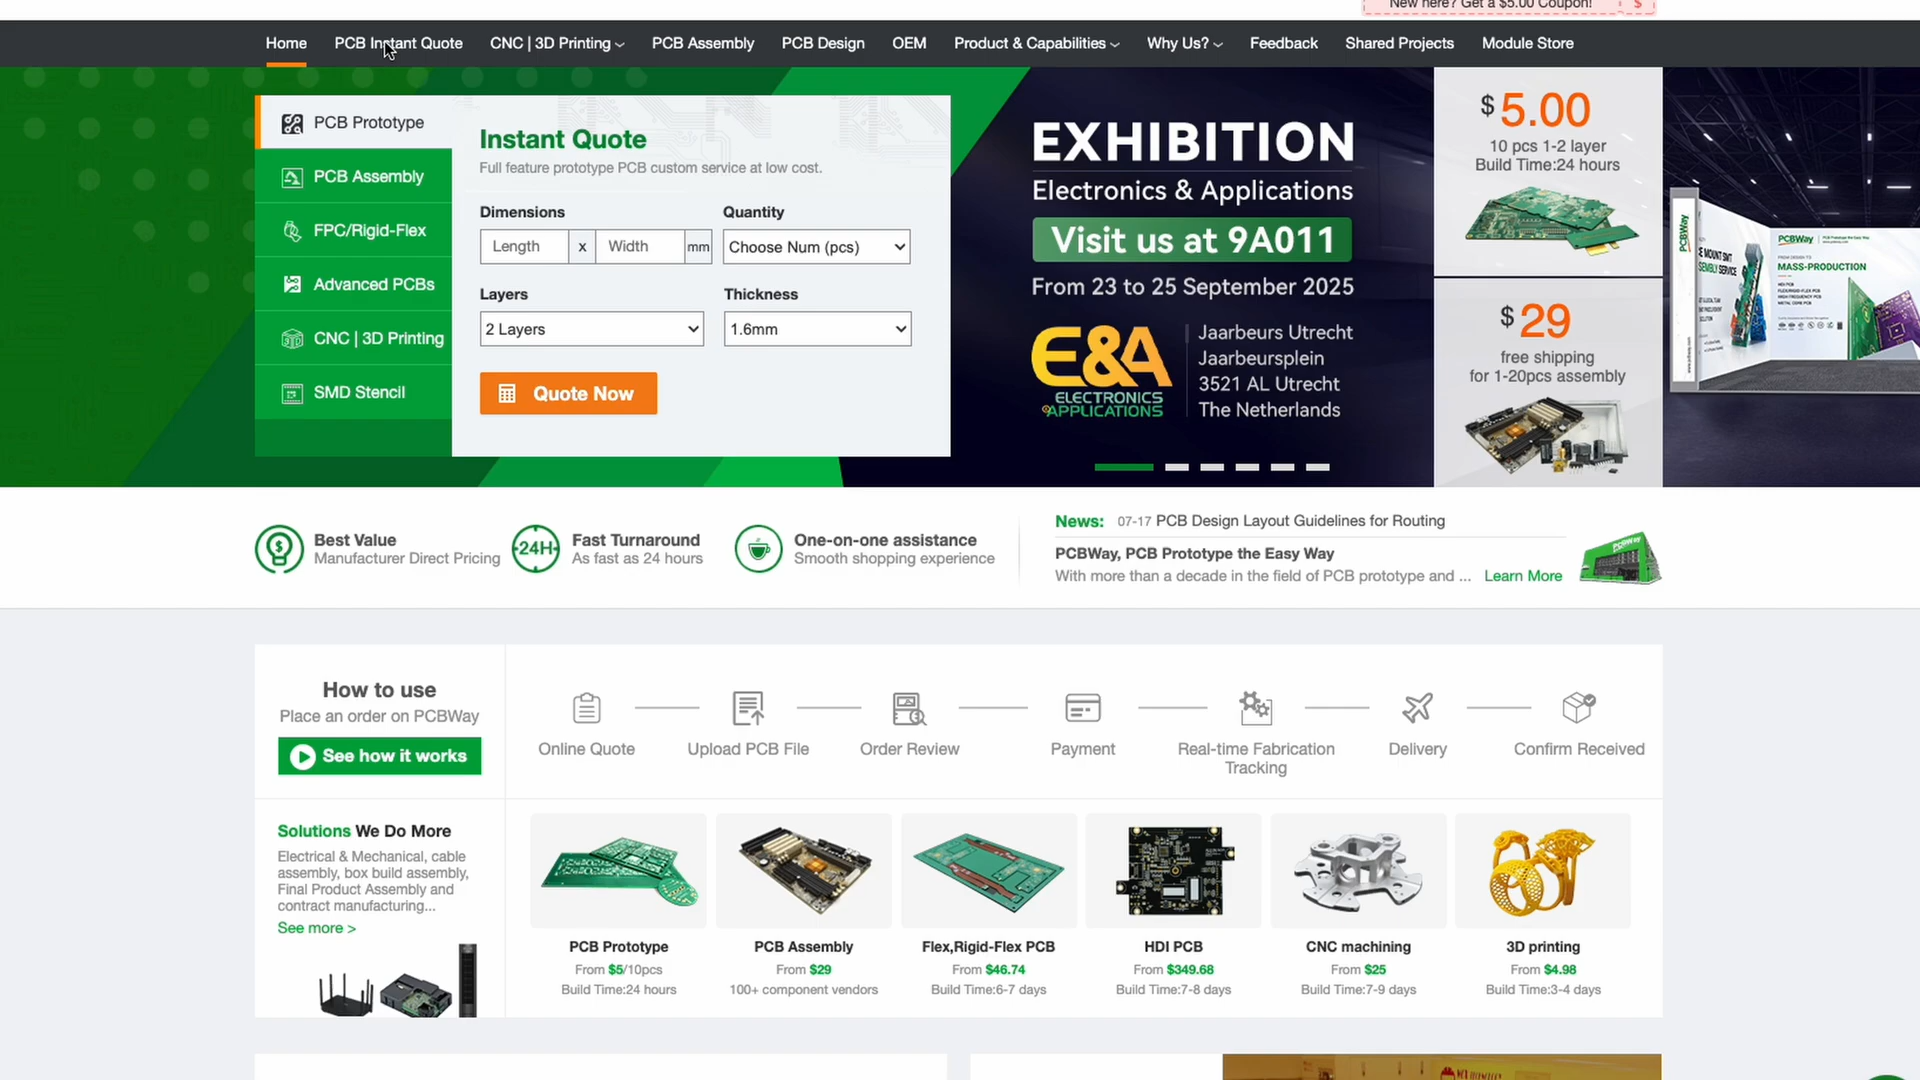 New here? Get a $5.00 Coupon! $
Home PCB Instant Quote CNC | 3D Printing PCB Assembly PCB Design OEM Product & Capabilities Why Us? Feedback Shared Projects Module Store
PCB Prototype
PCB Assembly
FPC/Rigid-Flex
Advanced PCBs
CNC | 3D Printing
SMD Stencil
Instant Quote
Full feature prototype PCB custom service at low cost.
Dimensions Quantity
Length x Width mm Choose Num (pcs)
Layers Thickness
2 Layers 1.6mm
Quote Now
EXHIBITION
Electronics & Applications
Visit us at 9A011
From 23 to 25 September 2025
E&A
ELECTRONICS
&APPLICATIONS
Jaarbeurs Utrecht
Jaarbeursplein
3521 AL Utrecht
The Netherlands
$ 5.00
10 pcs 1-2 layer
Build Time:24 hours
$ 29
free shipping
for 1-20pcs assembly
PCBWay
PCBWay
MASS-PRODUCTION
Best Value
Manufacturer Direct Pricing
24H
Fast Turnaround
As fast as 24 hours
One-on-one assistance
Smooth shopping experience
News: 07-17 PCB Design Layout Guidelines for Routing
PCBWay, PCB Prototype the Easy Way
With more than a decade in the field of PCB prototype and ... Learn More
How to use
Place an order on PCBWay
See how it works
Online Quote
Upload PCB File
Order Review
Payment
Real-time Fabrication
Tracking
Delivery
Confirm Received
Solutions We Do More
Electrical & Mechanical, cable
assembly, box build assembly,
Final Product Assembly and
contract manufacturing...
See more >
PCB Prototype
From $5/10pcs
Build Time:24 hours
PCB Assembly
From $29
100+ component vendors
Flex,Rigid-Flex PCB
From $46.74
Build Time:6-7 days
HDI PCB
From $349.68
Build Time:7-8 days
CNC machining
From $25
Build Time:7-9 days
3D printing
From $4.98
Build Time:3-4 days